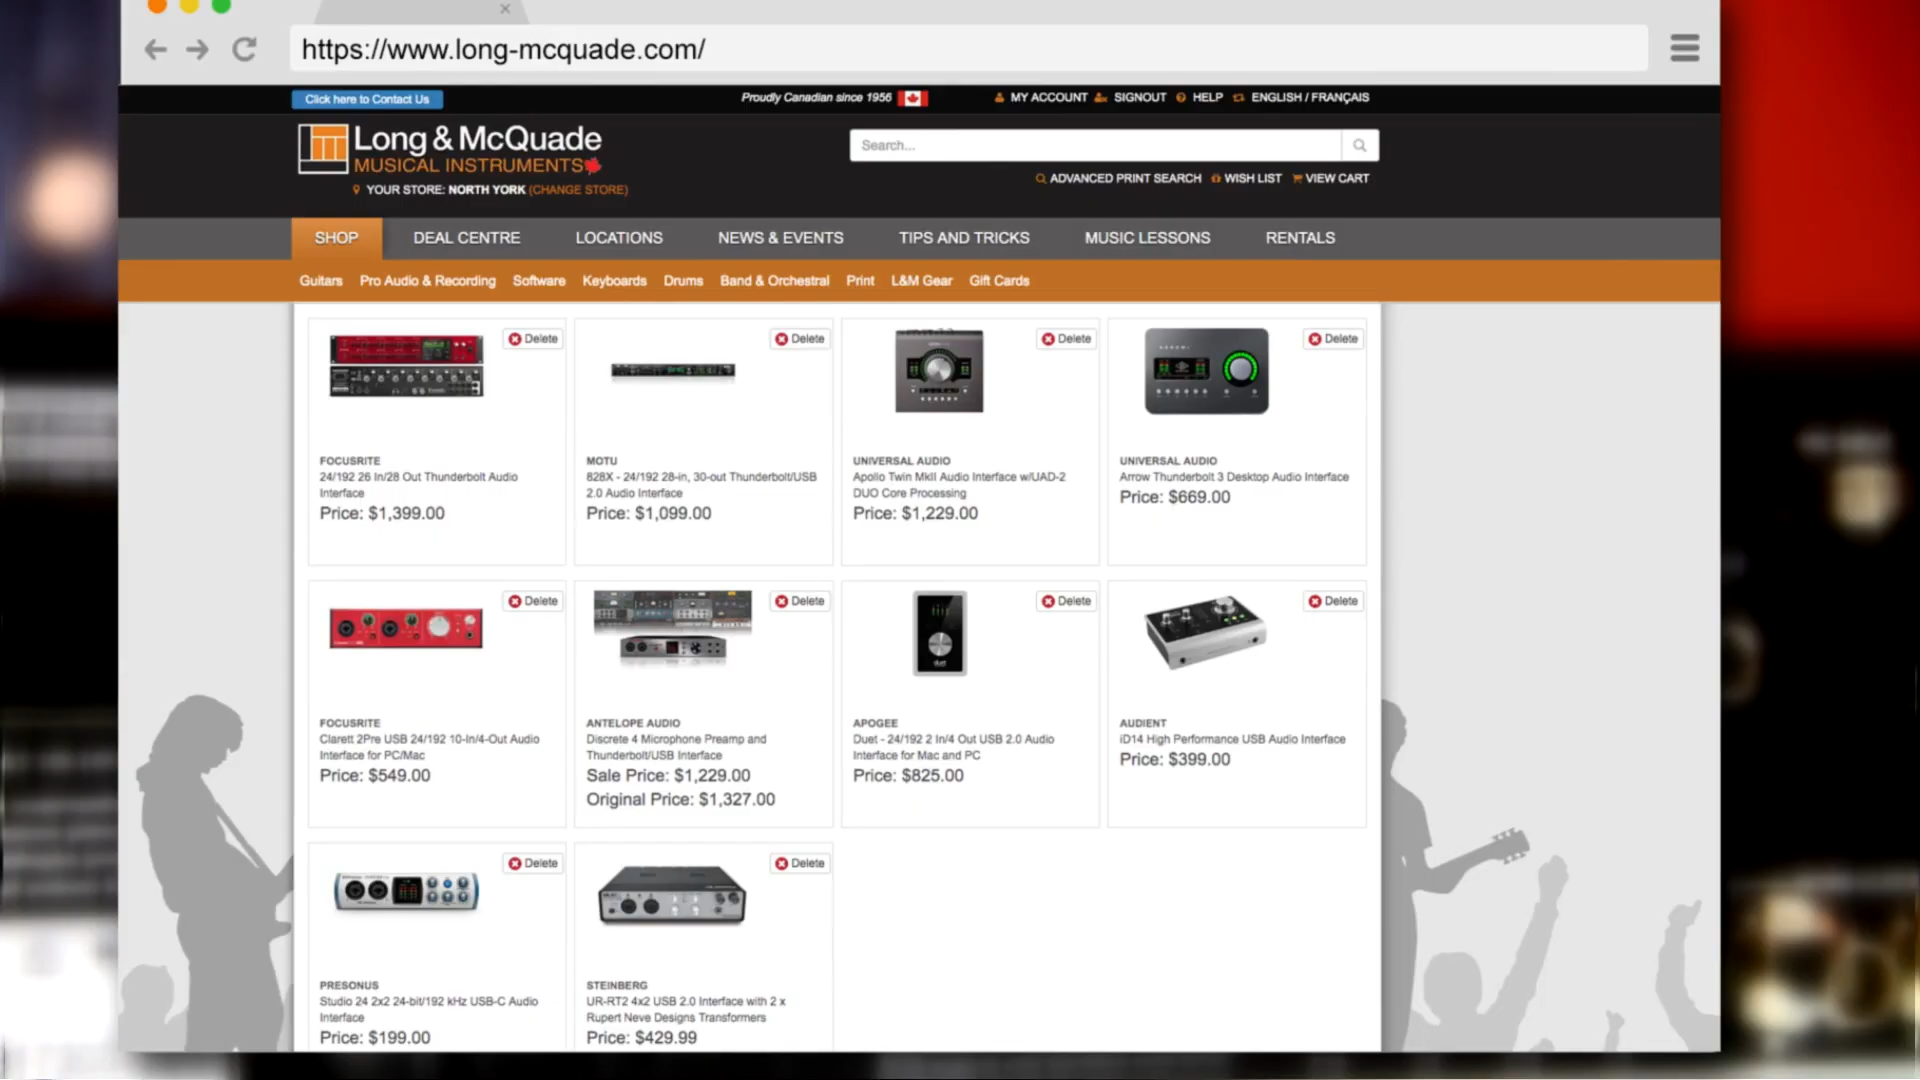 https://www.long-mcquade.com/
Click here to Contact Us
Proudly Canadian since 1956
MY ACCOUNT SIGNOUT HELP ENGLISH / FRANÇAIS
Long & McQuade
MUSICAL INSTRUMENTS
Search...
YOUR STORE: NORTH YORK (CHANGE STORE)
ADVANCED PRINT SEARCH WISH LIST VIEW CART
SHOP DEAL CENTRE LOCATIONS NEWS & EVENTS TIPS AND TRICKS MUSIC LESSONS RENTALS
Guitars Pro Audio & Recording Software Keyboards Drums Band & Orchestral Print L&M Gear Gift Cards
Delete
FOCUSRITE
24/192 26 In/28 Out Thunderbolt Audio
Interface
Price: $1,399.00
Delete
MOTU
828X - 24/192 28-in, 30-out Thunderbolt/USB
2.0 Audio Interface
Price: $1,099.00
Delete
UNIVERSAL AUDIO
Apollo Twin MkII Audio Interface w/UAD-2
DUO Core Processing
Price: $1,229.00
Delete
UNIVERSAL AUDIO
Arrow Thunderbolt 3 Desktop Audio Interface
Price: $669.00
Delete
FOCUSRITE
Clarett 2Pre USB 24/192 10-In/4-Out Audio
Interface for PC/Mac
Price: $549.00
Delete
ANTELOPE AUDIO
Discrete 4 Microphone Preamp and
Thunderbolt/USB Interface
Sale Price: $1,229.00
Original Price: $1,327.00
Delete
duet
APOGEE
Duet - 24/192 2 In/4 Out USB 2.0 Audio
Interface for Mac and PC
Price: $825.00
Delete
AUDIENT
iD14 High Performance USB Audio Interface
Price: $399.00
Delete
PRESONUS
Studio 24 2x2 24-bit/192 kHz USB-C Audio
Interface
Price: $199.00
Delete
STEINBERG
UR-RT2 4x2 USB 2.0 Interface with 2 x
Rupert Neve Designs Transformers
Price: $429.99